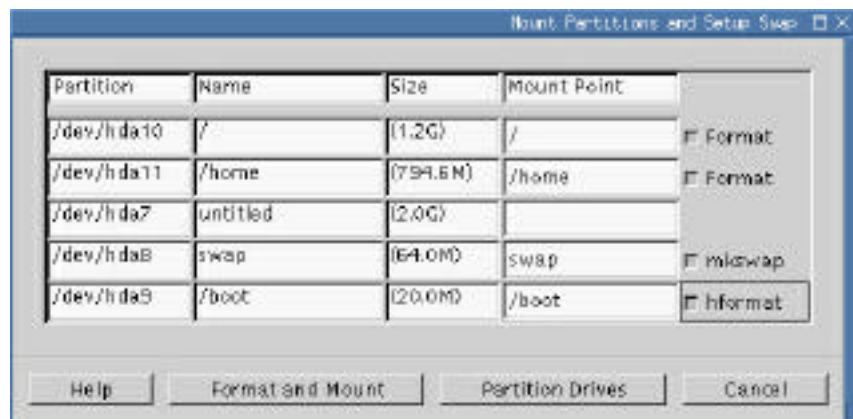 Mount Partitions and Setup Swap
Partition Name Size Mount Point
/dev/hda10 / (1.2G) / Format
/dev/hda11 /home (794.6M) /home Format
/dev/hda7 untitled (2.0G)
/dev/hda8 swap (64.0M) swap mkswap
/dev/hda9 /boot (20.0M) /boot hformat
Help Format and Mount Partition Drives Cancel